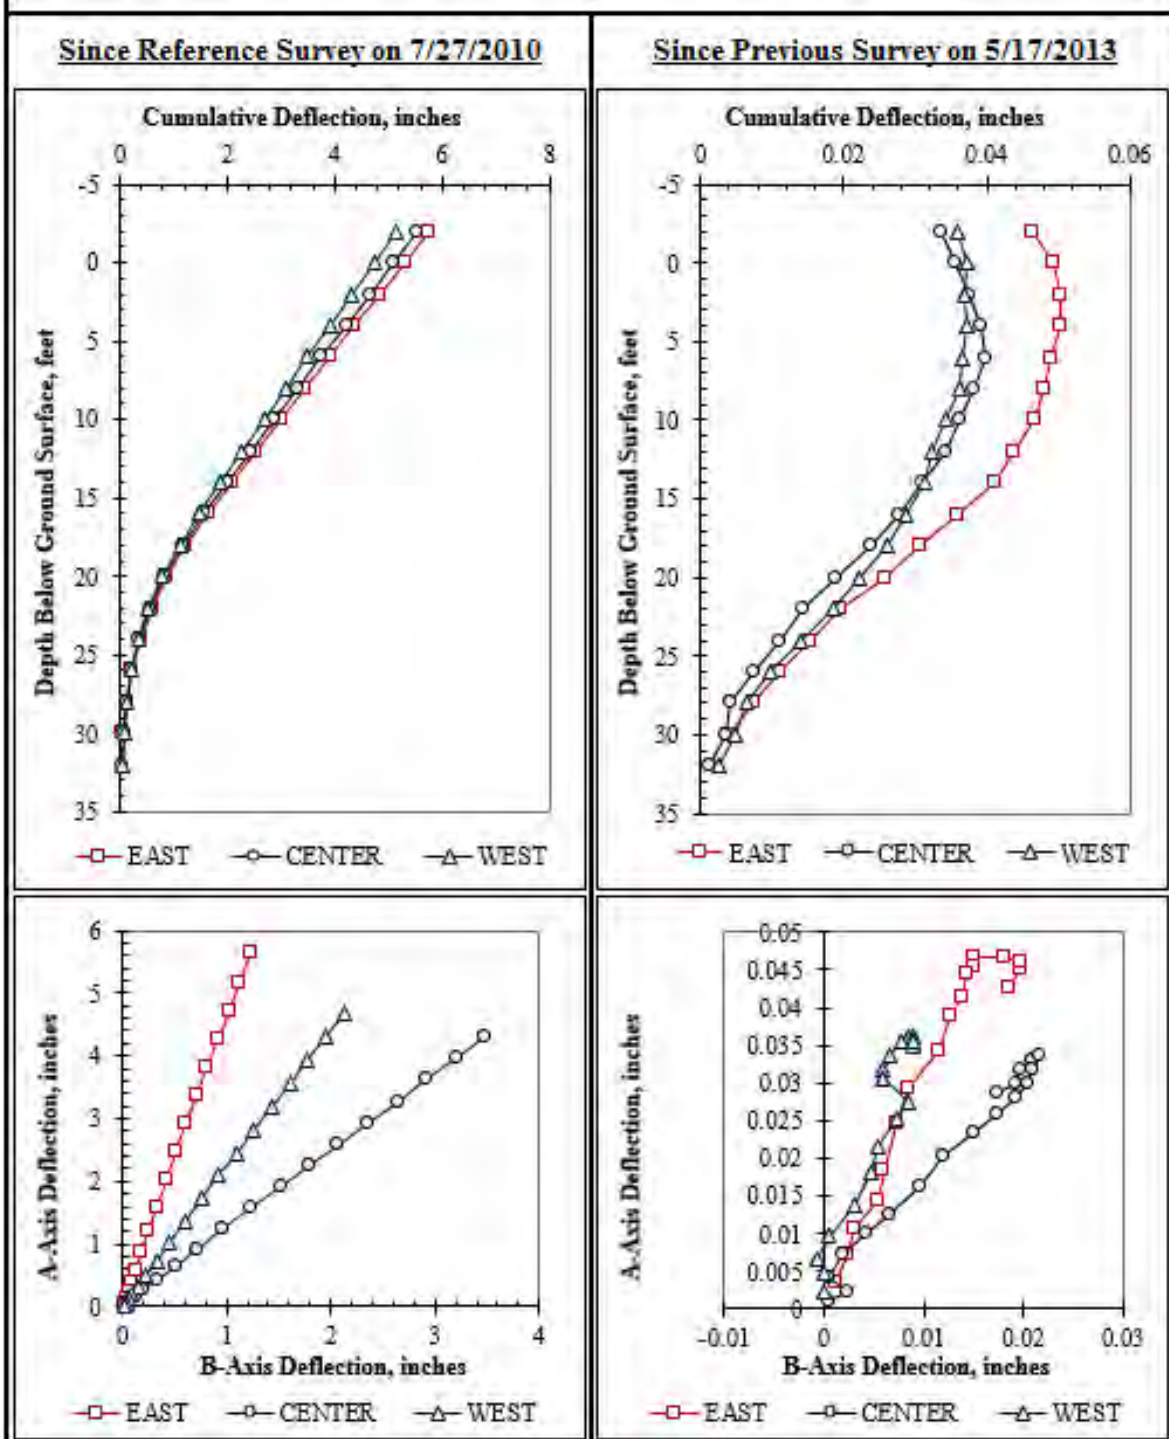 Since Reference Survey on 7/27/2010
Cumulative Deflection, inches
0 2 4 6 8
-5
0
5
10
15
20
25
30
35
Depth Below Ground Surface, feet
EAST CENTER WEST
Since Previous Survey on 5/17/2013
Cumulative Deflection, inches
0 0.02 0.04 0.06
-5
0
5
10
15
20
25
30
35
Depth Below Ground Surface, feet
EAST CENTER WEST
6
5
4
3
2
1
0
A-Axis Deflection, inches
0 1 2 3 4
B-Axis Deflection, inches
EAST CENTER WEST
0.05
0.045
0.04
0.035
0.03
0.025
0.02
0.015
0.01
0.005
0
A-Axis Deflection, inches
-0.01 0 0.01 0.02 0.03
B-Axis Deflection, inches
EAST CENTER WEST